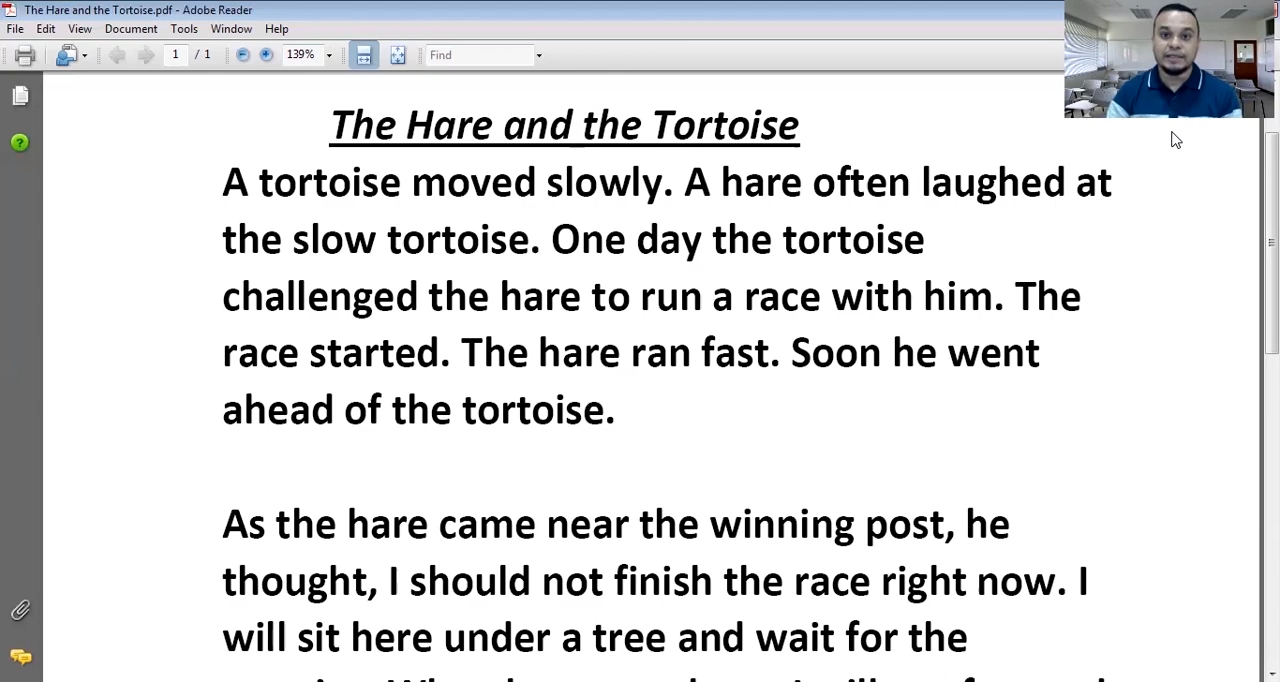 The Hare and the Tortoise.pdf - Adobe Reader
File Edit View Document Tools Window Help
1 / 1 139% Find
The Hare and the Tortoise
A tortoise moved slowly. A hare often laughed at
the slow tortoise. One day the tortoise
challenged the hare to run a race with him. The
race started. The hare ran fast. Soon he went
ahead of the tortoise.
As the hare came near the winning post, he
thought, I should not finish the race right now. I
will sit here under a tree and wait for the